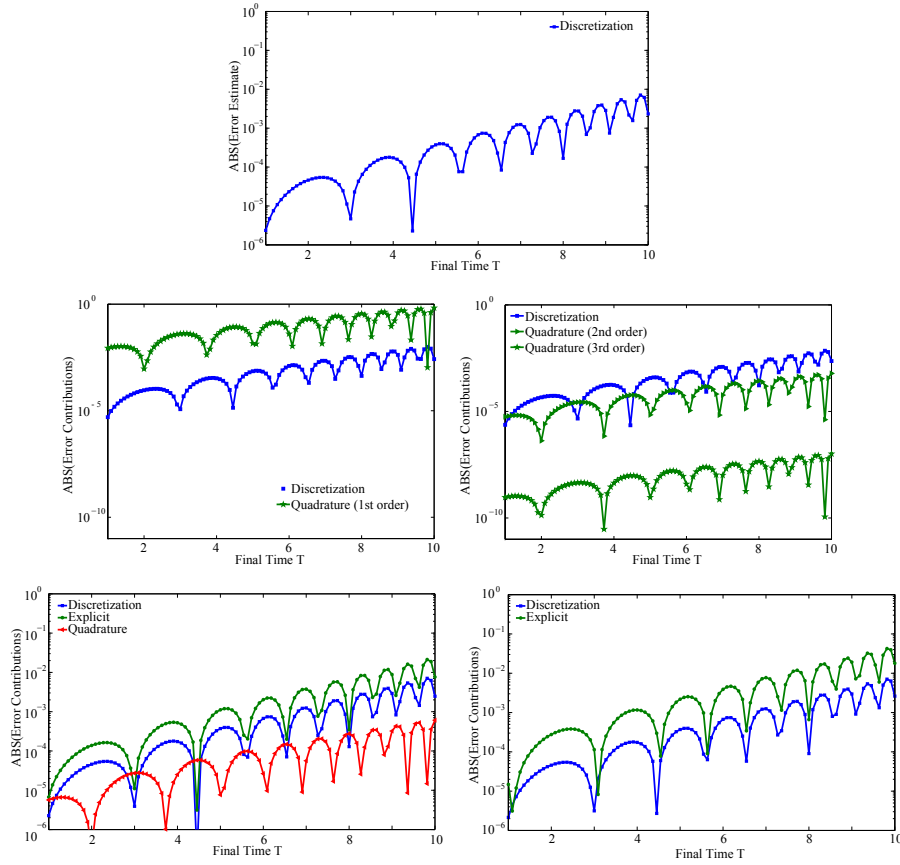 Discretization
ABS(Error Estimate)
10^0
10^-1
10^-2
10^-3
10^-4
10^-5
10^-6
2 4 6 8 10
Final Time T
ABS(Error Contributions)
10^0
10^-5
10^-10
Discretization
Quadrature (1st order)
2 4 6 8 10
Final Time T
ABS(Error Contributions)
10^0
10^-5
10^-10
Discretization
Quadrature (2nd order)
Quadrature (3rd order)
2 4 6 8 10
Final Time T
ABS(Error Contributions)
10^0
10^-1
10^-2
10^-3
10^-4
10^-5
10^-6
Discretization
Explicit
Quadrature
2 4 6 8 10
Final Time T
ABS(Error Contributions)
10^0
10^-1
10^-2
10^-3
10^-4
10^-5
10^-6
Discretization
Explicit
2 4 6 8 10
Final Time T